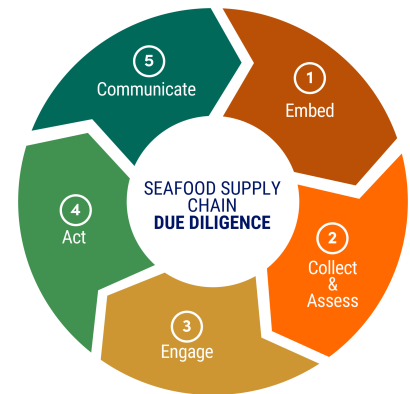 1
Embed
2
Collect
&
Assess
3
Engage
4
Act
5
Communicate
SEAFOOD SUPPLY
CHAIN
DUE DILIGENCE